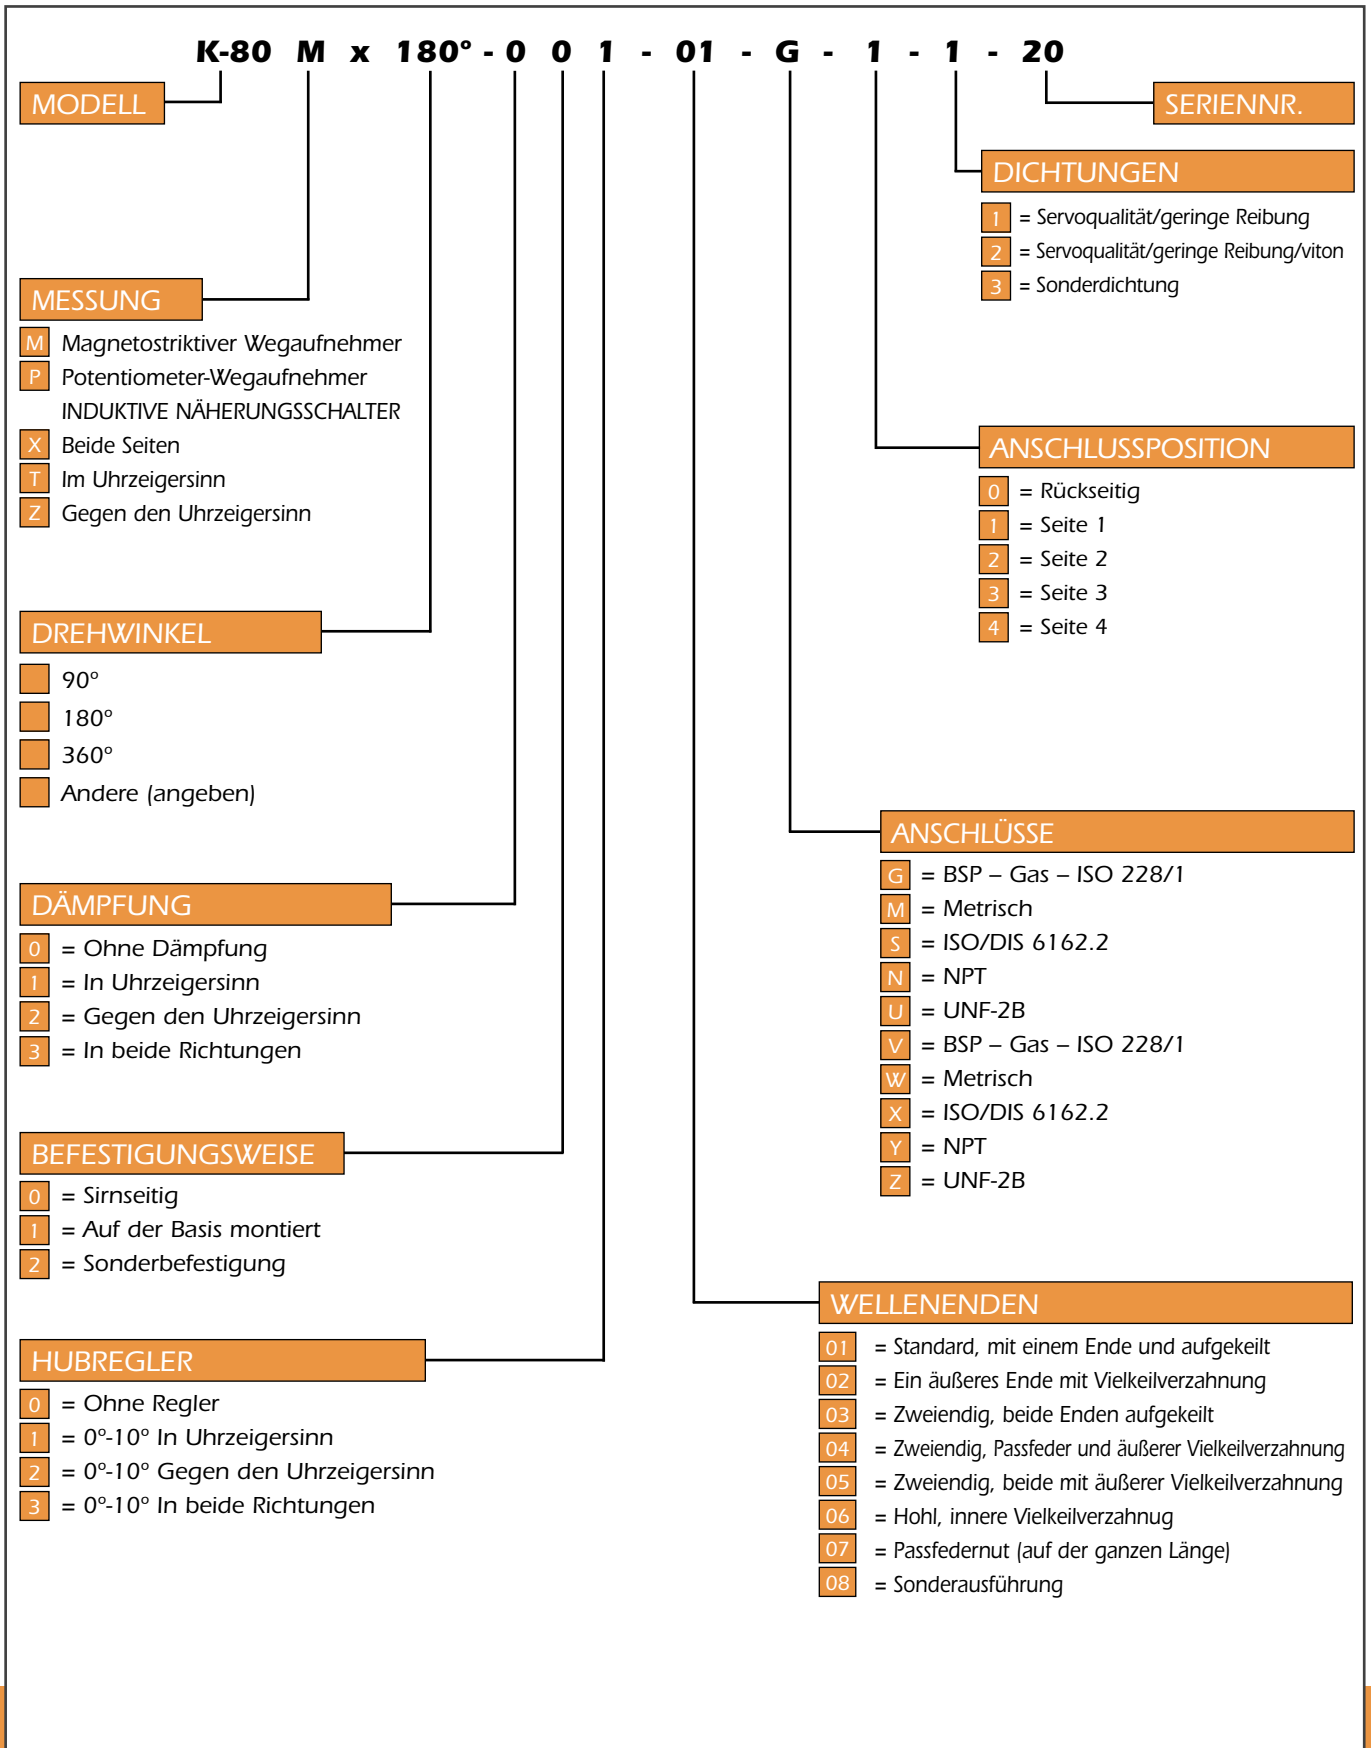 K-80 M x 180° - 0 0 1 - 01 - G - 1 - 1 - 20
MODELL
SERIENNR.
DICHTUNGEN
1 = Servoqualität/geringe Reibung
2 = Servoqualität/geringe Reibung/viton
3 = Sonderdichtung
MESSUNG
M Magnetostriktiver Wegaufnehmer
P Potentiometer-Wegaufnehmer
INDUKTIVE NÄHERUNGSSCHALTER
X Beide Seiten
T Im Uhrzeigersinn
Z Gegen den Uhrzeigersinn
ANSCHLUSSPOSITION
0 = Rückseitig
1 = Seite 1
2 = Seite 2
3 = Seite 3
4 = Seite 4
DREHWINKEL
90°
180°
360°
Andere (angeben)
ANSCHLÜSSE
G = BSP – Gas – ISO 228/1
M = Metrisch
S = ISO/DIS 6162.2
N = NPT
U = UNF-2B
V = BSP – Gas – ISO 228/1
W = Metrisch
X = ISO/DIS 6162.2
Y = NPT
Z = UNF-2B
DÄMPFUNG
0 = Ohne Dämpfung
1 = In Uhrzeigersinn
2 = Gegen den Uhrzeigersinn
3 = In beide Richtungen
BEFESTIGUNGSWEISE
0 = Sirnseitig
1 = Auf der Basis montiert
2 = Sonderbefestigung
WELLENENDEN
01 = Standard, mit einem Ende und aufgekeilt
02 = Ein äußeres Ende mit Vielkeilverzahnung
03 = Zweiendig, beide Enden aufgekeilt
04 = Zweiendig, Passfeder und äußerer Vielkeilverzahnung
05 = Zweiendig, beide mit äußerer Vielkeilverzahnung
06 = Hohl, innere Vielkeilverzahnug
07 = Passfedernut (auf der ganzen Länge)
08 = Sonderausführung
HUBREGLER
0 = Ohne Regler
1 = 0°-10° In Uhrzeigersinn
2 = 0°-10° Gegen den Uhrzeigersinn
3 = 0°-10° In beide Richtungen